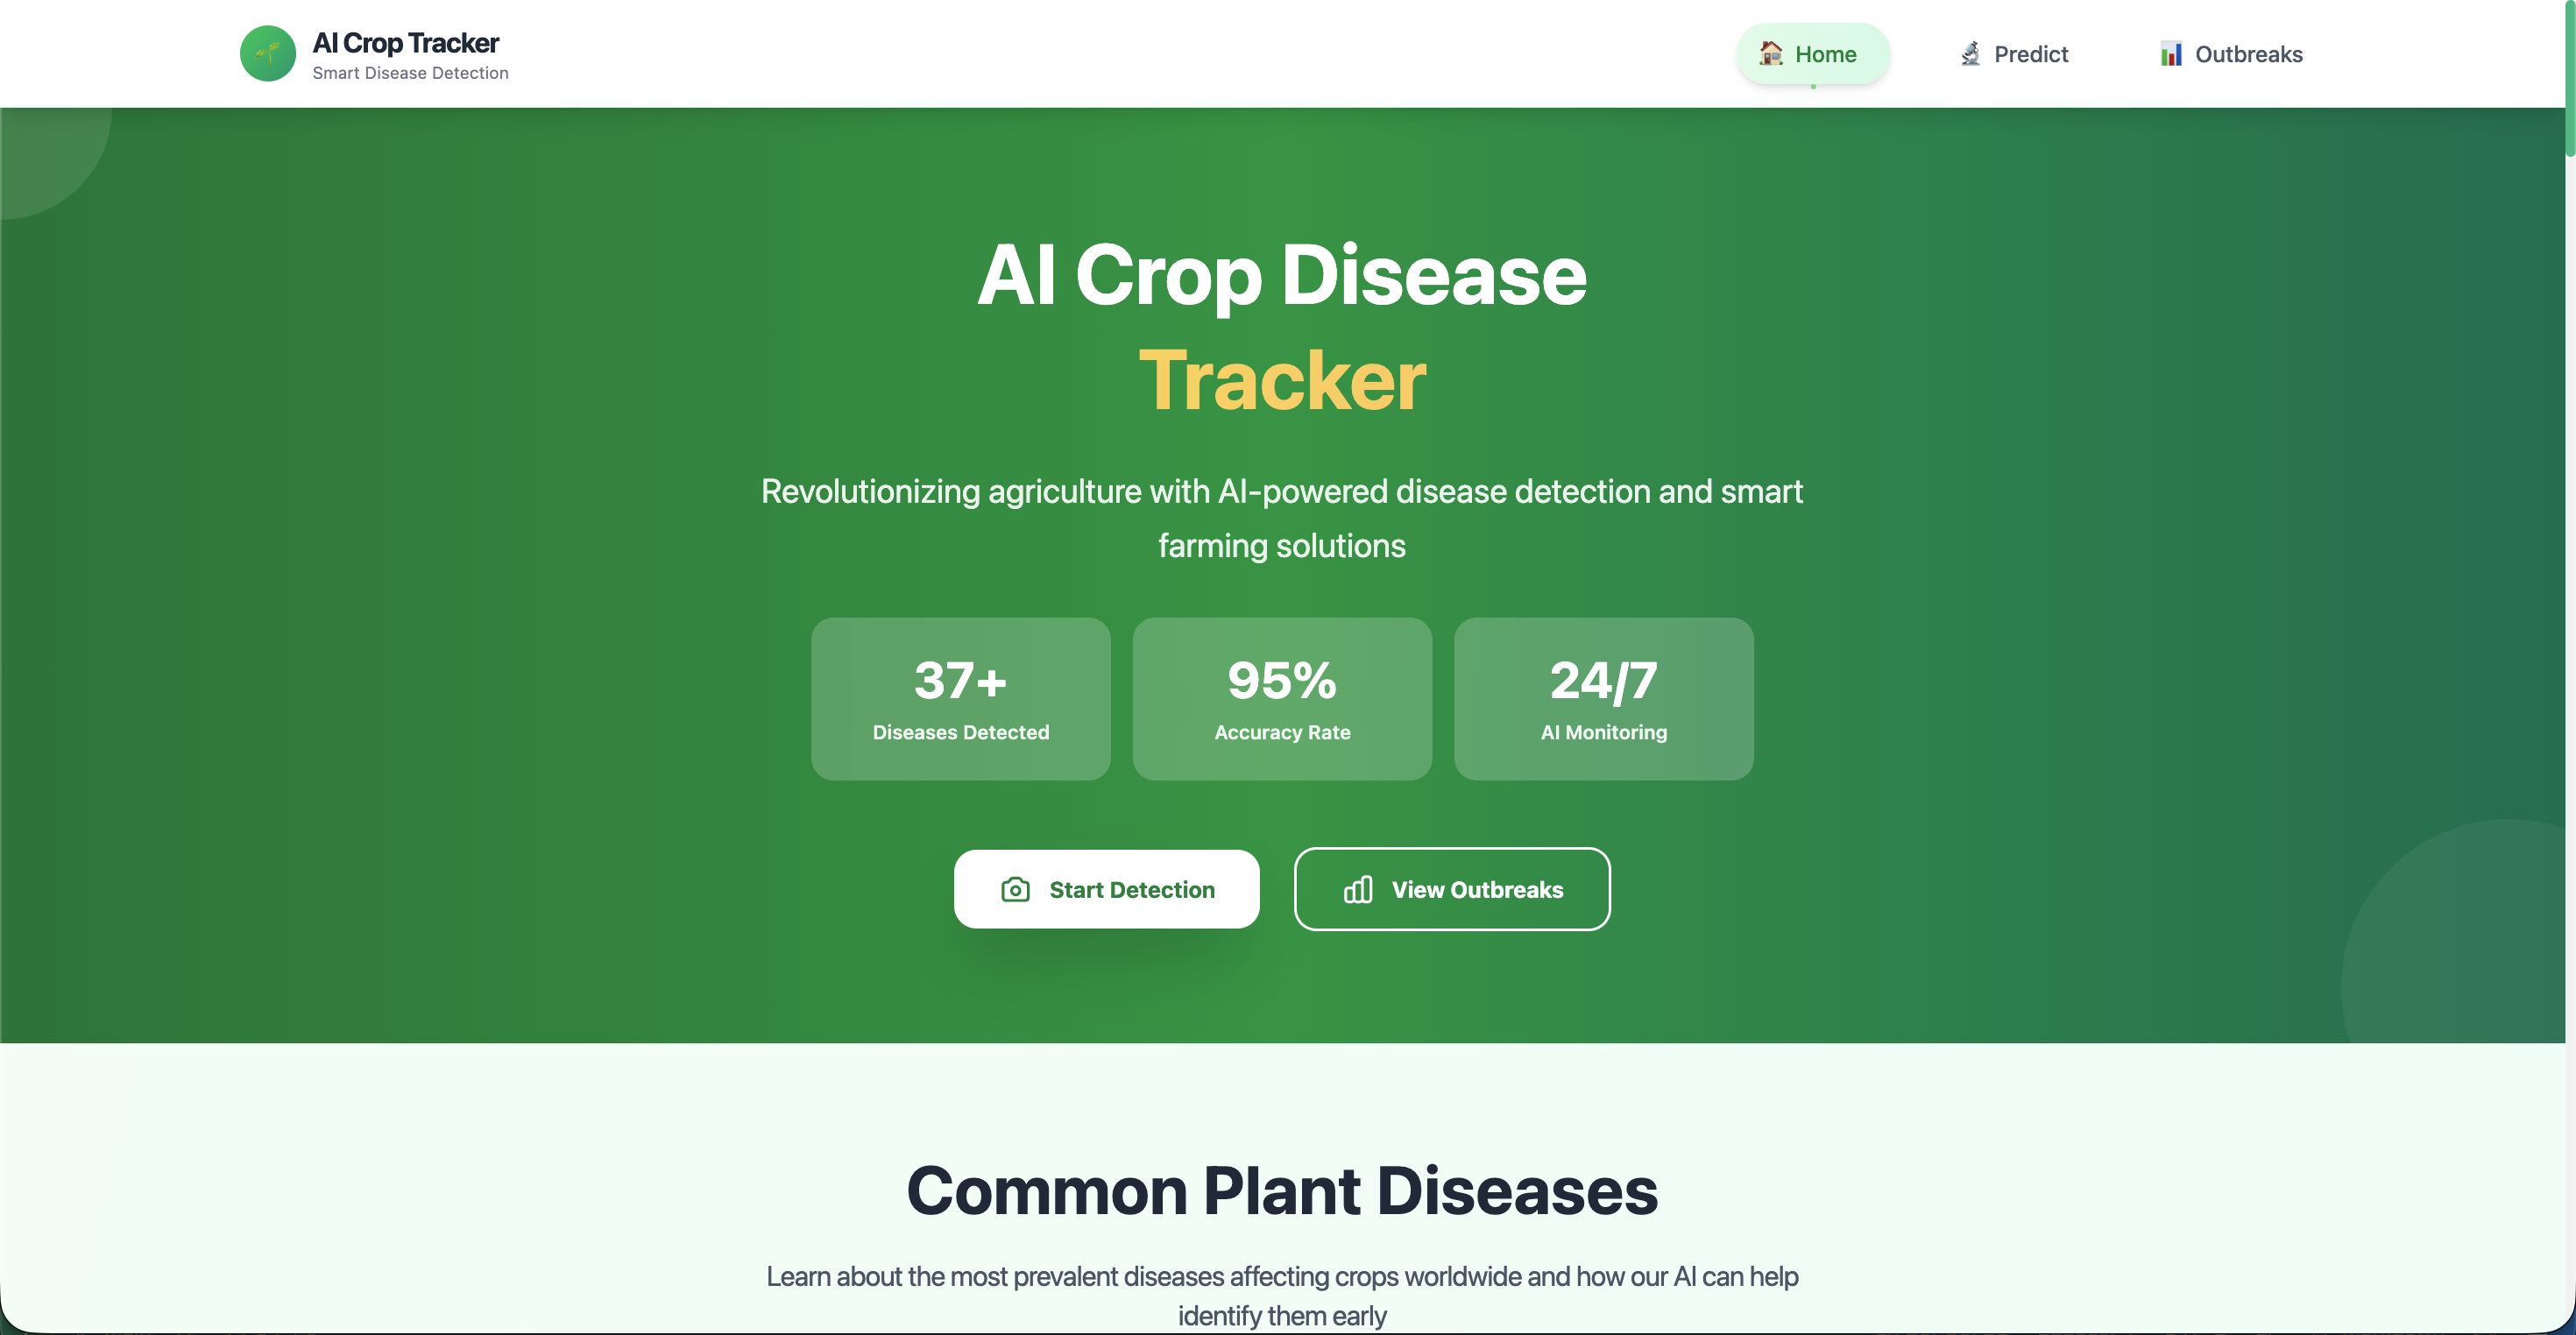 AI Crop Tracker
Smart Disease Detection
Home
Predict
Outbreaks
AI Crop Disease
Tracker
Revolutionizing agriculture with AI-powered disease detection and smart
farming solutions
37+
Diseases Detected
95%
Accuracy Rate
24/7
AI Monitoring
Start Detection
View Outbreaks
Common Plant Diseases
Learn about the most prevalent diseases affecting crops worldwide and how our AI can help
identify them early